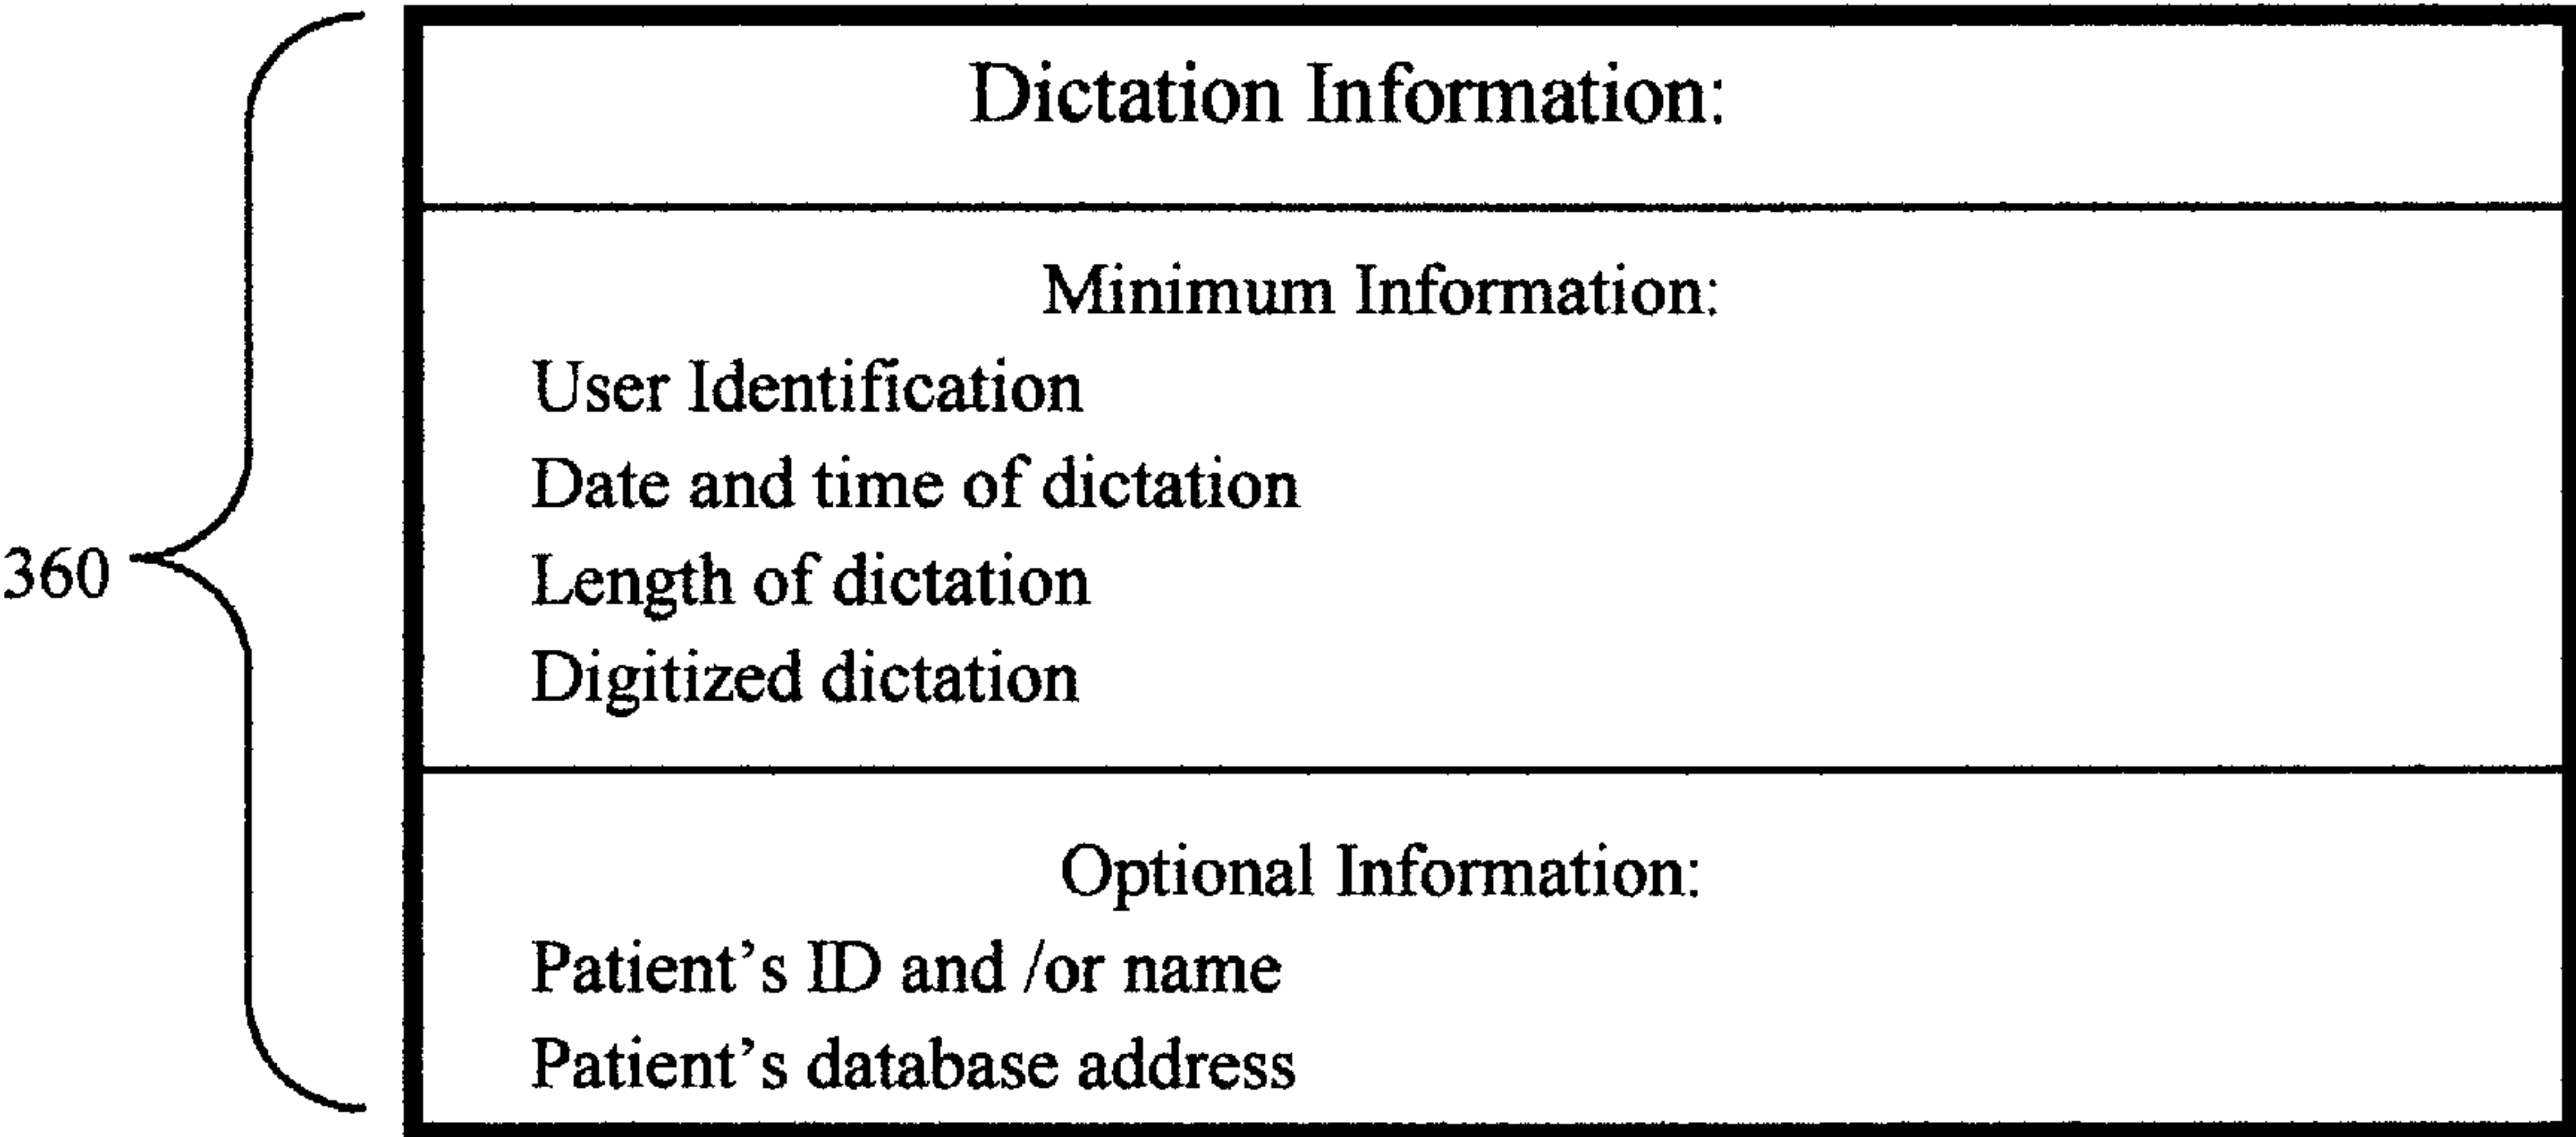 Dictation Information:
Minimum Information:
User Identification
Date and time of dictation
360
Length of dictation
Digitized dictation
Optional Information:
Patient’s ID and /or name
Patient’s database address